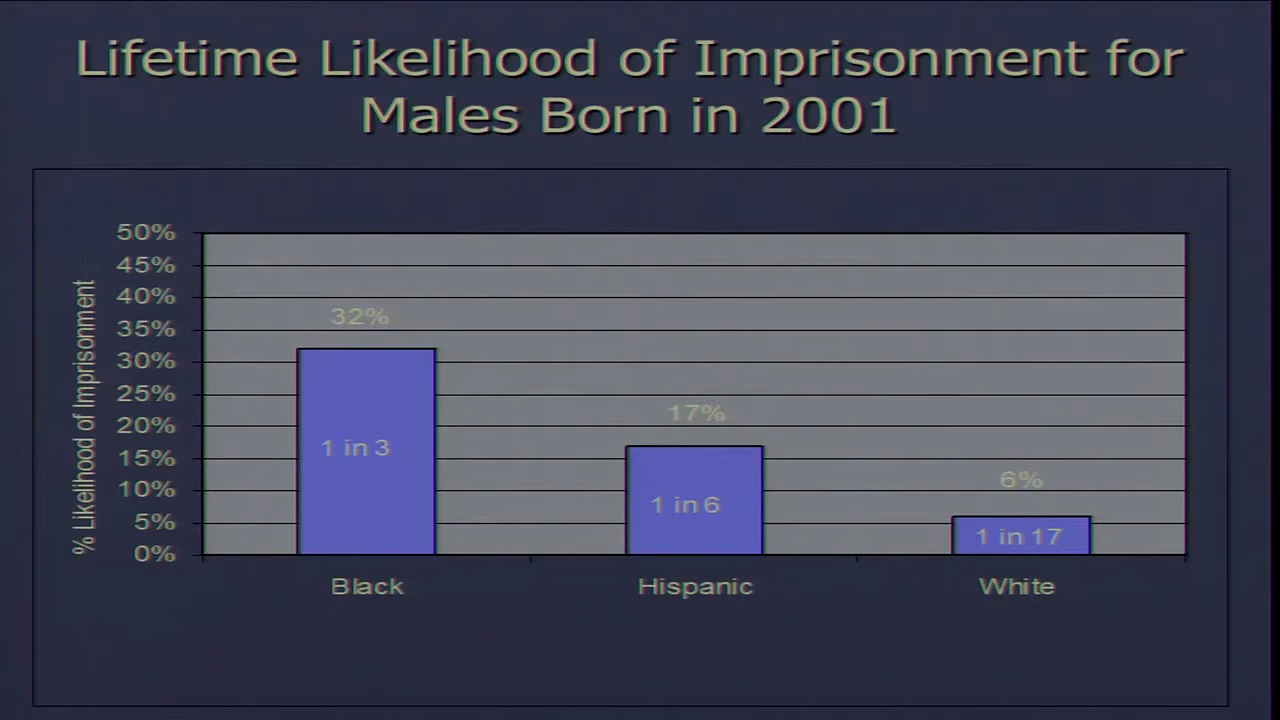 Lifetime Likelihood of Imprisonment for
Males Born in 2001
% Likelihood of Imprisonment
50%
45%
40%
35%
30%
25%
20%
15%
10%
5%
0%
32%
1 in 3
17%
1 in 6
6%
1 in 17
Black
Hispanic
White